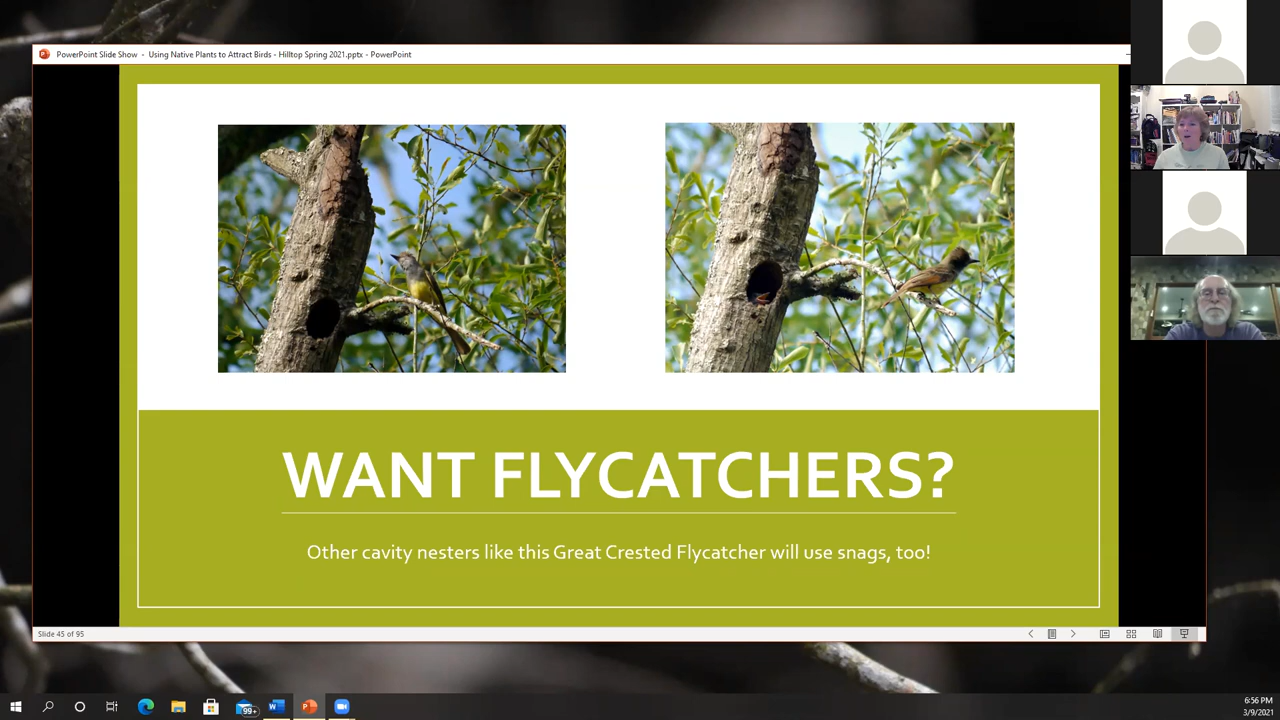 PowerPoint Slide Show - Using Native Plants to Attract Birds - Hilltop Spring 2021.pptx - PowerPoint
WANT FLYCATCHERS?
Other cavity nesters like this Great Crested Flycatcher will use snags, too!
Slide 45 of 95
99+
6:56 PM
3/9/2021